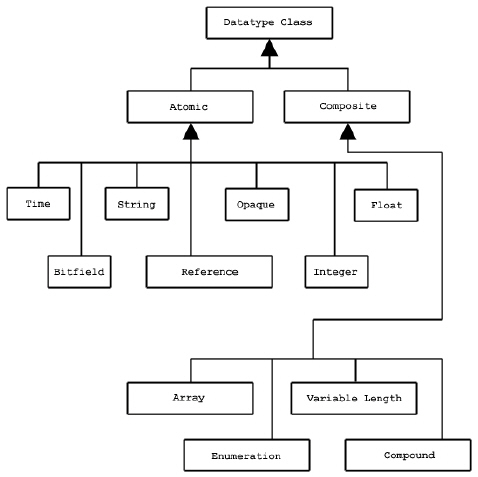 Datatype Class
Atomic
Composite
Time
String
Opaque
Float
Bitfield
Reference
Integer
Array
Variable Length
Enumeration
Compound